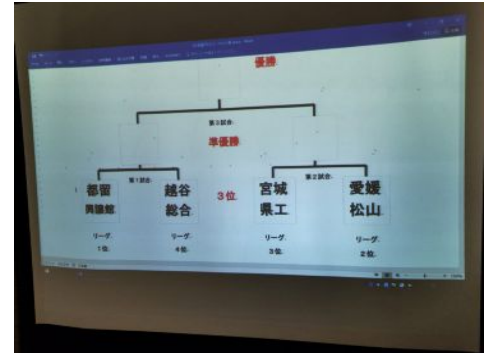 優勝
第3試合
準優勝
第1試合
第2試合
都留 越谷 3位 宮城 愛媛
興譲館 総合 県工 松山
リーグ リーグ リーグ リーグ
1位 4位 3位 2位